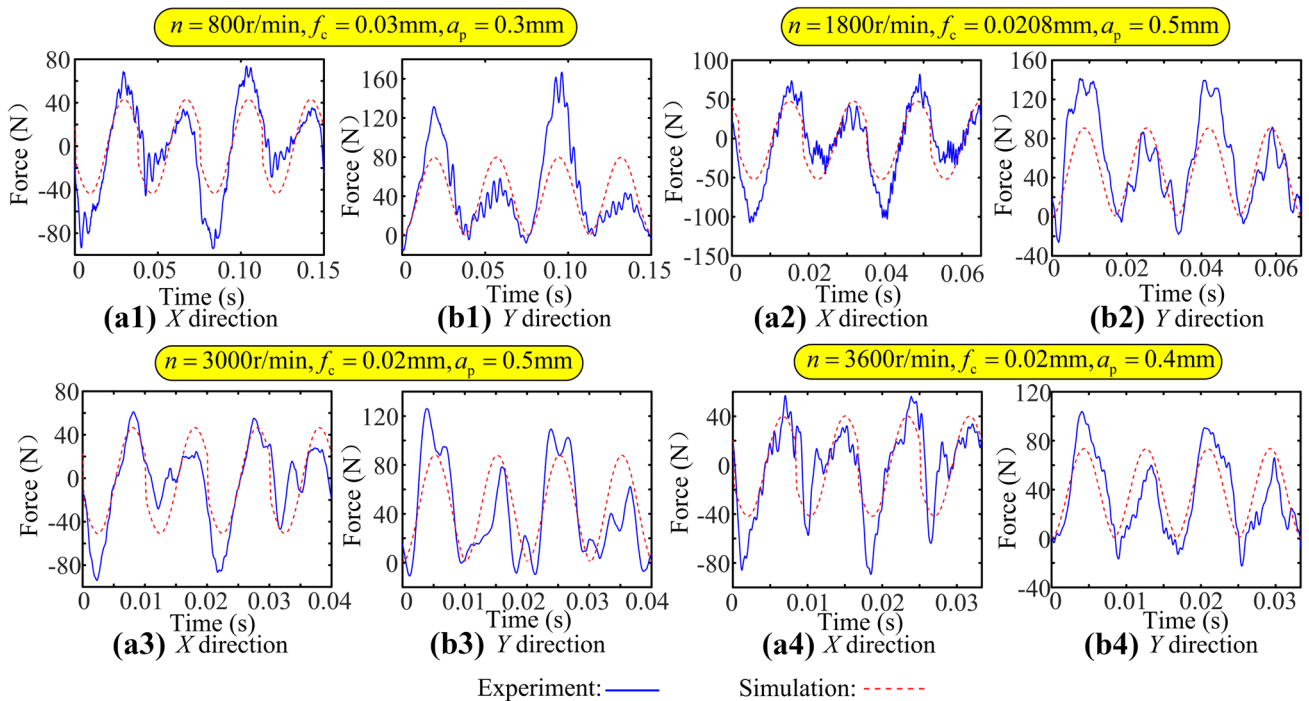 n = 800r/min, f_c = 0.03mm, a_p = 0.3mm
n = 1800r/min, f_c = 0.0208mm, a_p = 0.5mm
Force (N)
80
40
0
-40
-80
0
0.05
0.10
0.15
Time (s)
(a1) X direction
Force (N)
160
120
80
40
0
0
0.05
0.10
0.15
Time (s)
(b1) Y direction
Force (N)
100
50
0
-50
-100
-150
0
0.02
0.04
0.06
Time (s)
(a2) X direction
Force (N)
160
120
80
40
0
-40
0
0.02
0.04
0.06
Time (s)
(b2) Y direction
n = 3000r/min, f_c = 0.02mm, a_p = 0.5mm
n = 3600r/min, f_c = 0.02mm, a_p = 0.4mm
Force (N)
80
40
0
-40
-80
0
0.01
0.02
0.03
0.04
Time (s)
(a3) X direction
Force (N)
120
80
40
0
0
0.01
0.02
0.03
0.04
Time (s)
(b3) Y direction
Force (N)
40
0
-40
-80
0
0.01
0.02
0.03
Time (s)
(a4) X direction
Force (N)
120
80
40
0
-40
0
0.01
0.02
0.03
Time (s)
(b4) Y direction
Experiment:
Simulation: